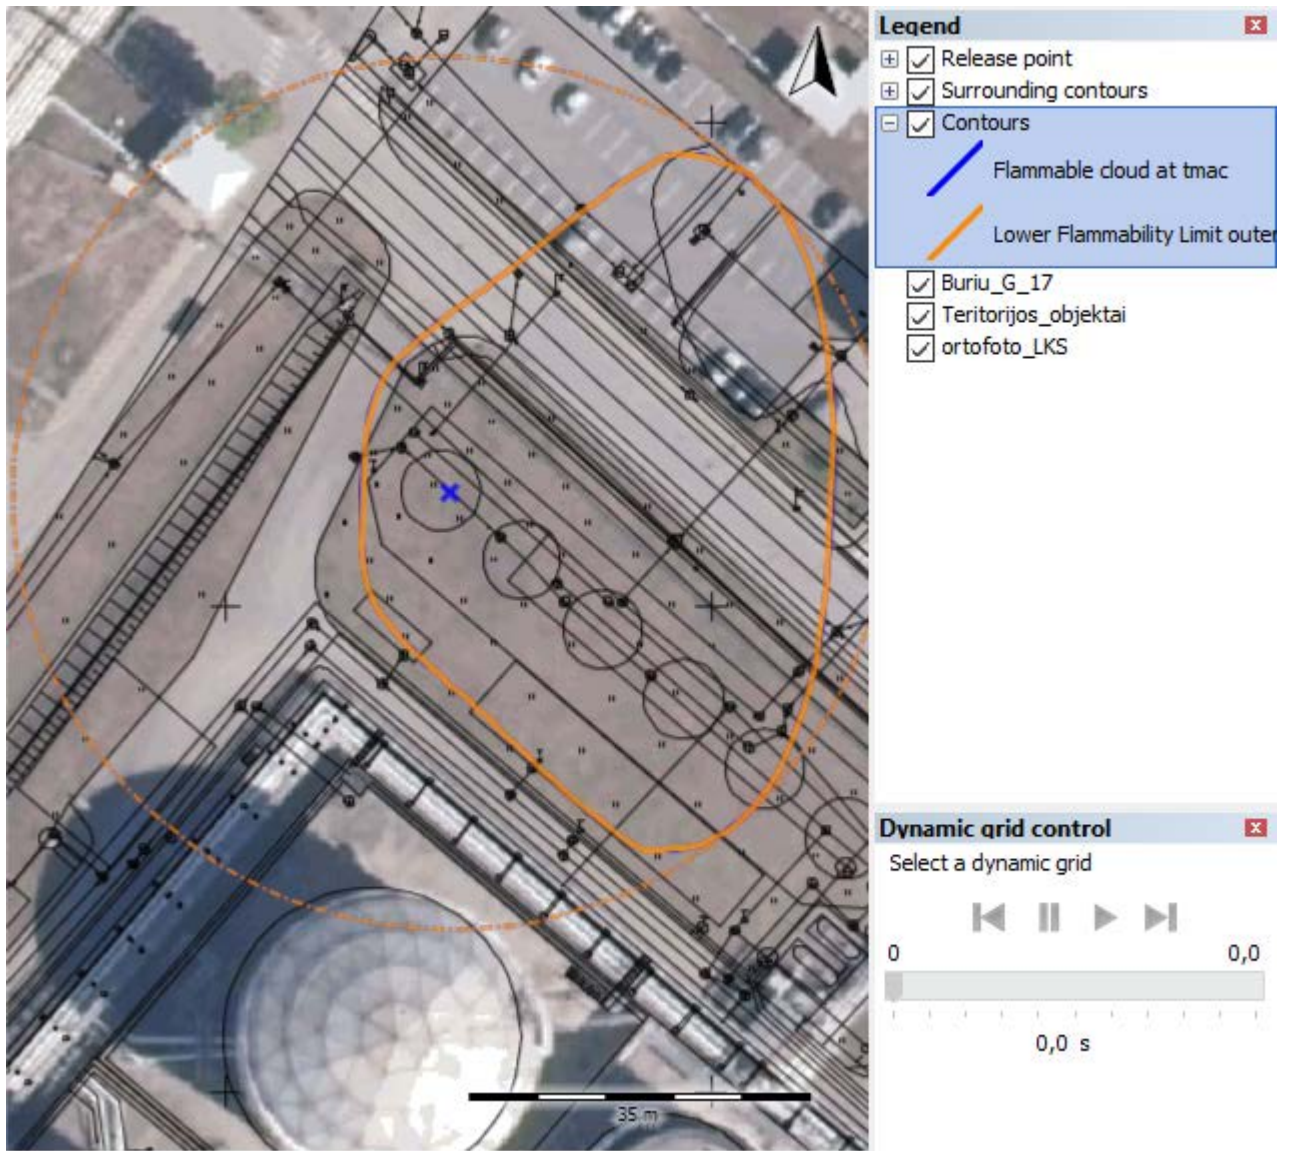 Legend
Release point
Surrounding contours
Contours
Flammable cloud at tmac
Lower Flammability Limit outer
Buriu_G_17
Teritorijos_objektai
ortofoto_LKS
Dynamic grid control
Select a dynamic grid
0 0,0
0,0 s
35 m